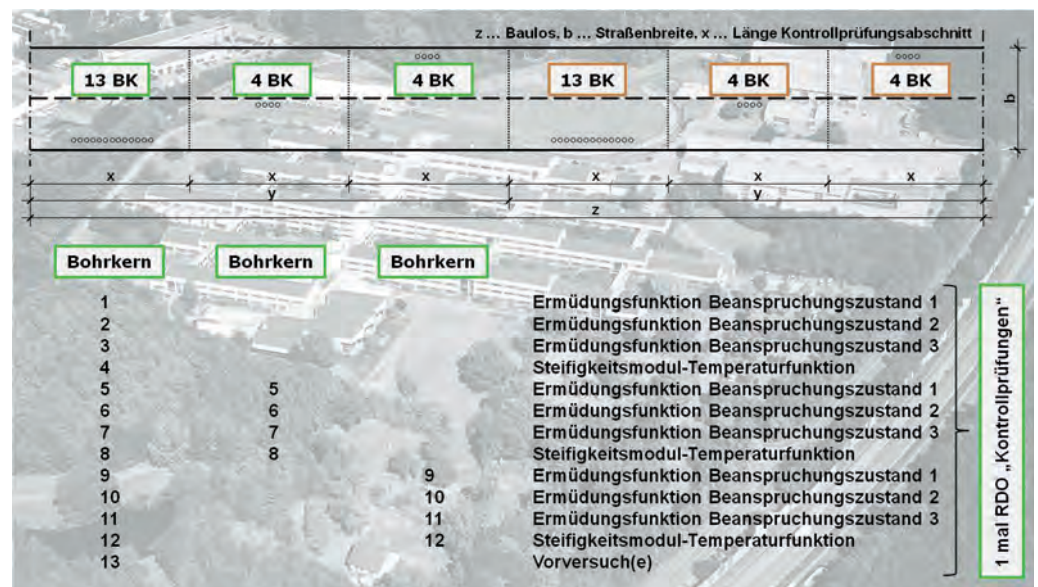 z ... Baulos, b ... Straßenbreite, x ... Länge Kontrollprüfungsabschnitt
13 BK 4 BK 4 BK 13 BK 4 BK 4 BK
b
x x x x x x
y y
z
Bohrkern Bohrkern Bohrkern
1 Ermüdungsfunktion Beanspruchungszustand 1
2 Ermüdungsfunktion Beanspruchungszustand 2
3 Ermüdungsfunktion Beanspruchungszustand 3
4 Steifigkeitsmodul-Temperaturfunktion
5 5 Ermüdungsfunktion Beanspruchungszustand 1
6 6 Ermüdungsfunktion Beanspruchungszustand 2
7 7 Ermüdungsfunktion Beanspruchungszustand 3
8 8 Steifigkeitsmodul-Temperaturfunktion
9 9 Ermüdungsfunktion Beanspruchungszustand 1
10 10 Ermüdungsfunktion Beanspruchungszustand 2
11 11 Ermüdungsfunktion Beanspruchungszustand 3
12 12 Steifigkeitsmodul-Temperaturfunktion
13 Vorversuch(e)
1 mal RDO „Kontrollprüfungen“